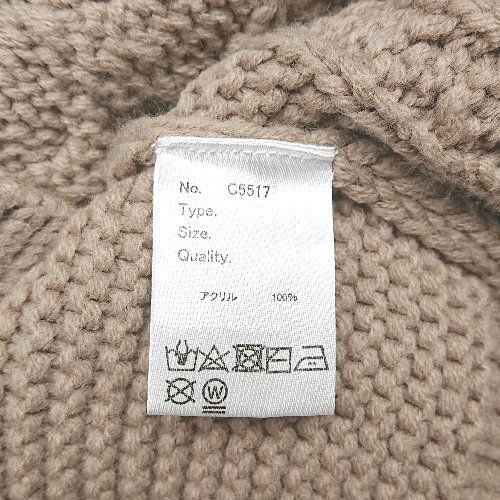 No. C5517
Type.
Size.
Quality.
アクリル 100%
W